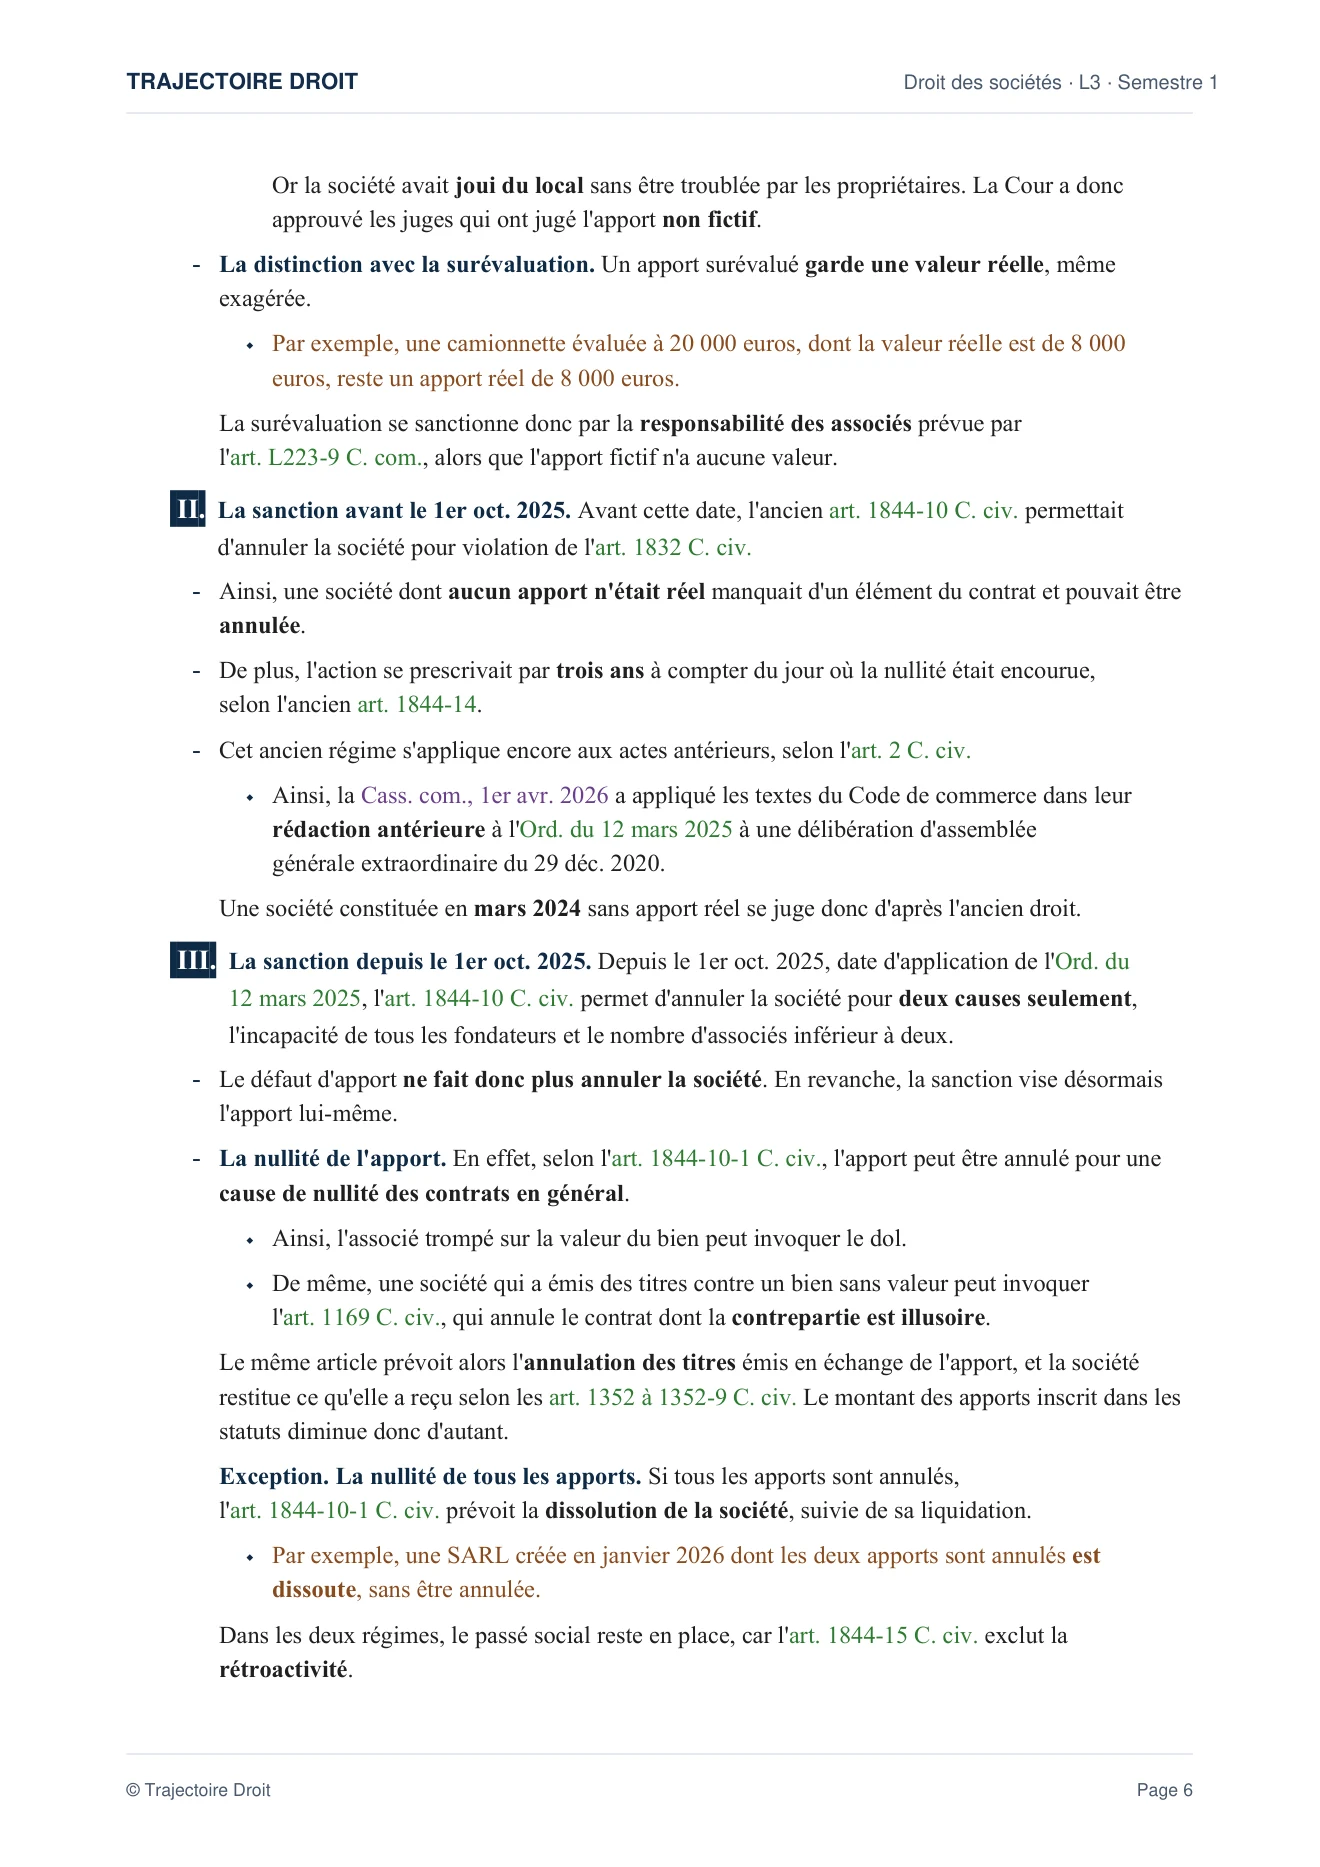 TRAJECTOIRE DROIT
Droit des sociétés · L3 · Semestre 1
Or la société avait joui du local sans être troublée par les propriétaires. La Cour a donc
approuvé les juges qui ont jugé l'apport non fictif.
- La distinction avec la surévaluation. Un apport surévalué garde une valeur réelle, même
exagérée.
⬩ Par exemple, une camionnette évaluée à 20 000 euros, dont la valeur réelle est de 8 000
euros, reste un apport réel de 8 000 euros.
La surévaluation se sanctionne donc par la responsabilité des associés prévue par
l'art. L223-9 C. com., alors que l'apport fictif n'a aucune valeur.
II. La sanction avant le 1er oct. 2025. Avant cette date, l'ancien art. 1844-10 C. civ. permettait
d'annuler la société pour violation de l'art. 1832 C. civ.
- Ainsi, une société dont aucun apport n'était réel manquait d'un élément du contrat et pouvait être
annulée.
- De plus, l'action se prescrivait par trois ans à compter du jour où la nullité était encourue,
selon l'ancien art. 1844-14.
- Cet ancien régime s'applique encore aux actes antérieurs, selon l'art. 2 C. civ.
⬩ Ainsi, la Cass. com., 1er avr. 2026 a appliqué les textes du Code de commerce dans leur
rédaction antérieure à l'Ord. du 12 mars 2025 à une délibération d'assemblée
générale extraordinaire du 29 déc. 2020.
Une société constituée en mars 2024 sans apport réel se juge donc d'après l'ancien droit.
III. La sanction depuis le 1er oct. 2025. Depuis le 1er oct. 2025, date d'application de l'Ord. du
12 mars 2025, l'art. 1844-10 C. civ. permet d'annuler la société pour deux causes seulement,
l'incapacité de tous les fondateurs et le nombre d'associés inférieur à deux.
- Le défaut d'apport ne fait donc plus annuler la société. En revanche, la sanction vise désormais
l'apport lui-même.
- La nullité de l'apport. En effet, selon l'art. 1844-10-1 C. civ., l'apport peut être annulé pour une
cause de nullité des contrats en général.
⬩ Ainsi, l'associé trompé sur la valeur du bien peut invoquer le dol.
⬩ De même, une société qui a émis des titres contre un bien sans valeur peut invoquer
l'art. 1169 C. civ., qui annule le contrat dont la contrepartie est illusoire.
Le même article prévoit alors l'annulation des titres émis en échange de l'apport, et la société
restitue ce qu'elle a reçu selon les art. 1352 à 1352-9 C. civ. Le montant des apports inscrit dans les
statuts diminue donc d'autant.
Exception. La nullité de tous les apports. Si tous les apports sont annulés,
l'art. 1844-10-1 C. civ. prévoit la dissolution de la société, suivie de sa liquidation.
⬩ Par exemple, une SARL créée en janvier 2026 dont les deux apports sont annulés est
dissoute, sans être annulée.
Dans les deux régimes, le passé social reste en place, car l'art. 1844-15 C. civ. exclut la
rétroactivité.
© Trajectoire Droit
Page 6